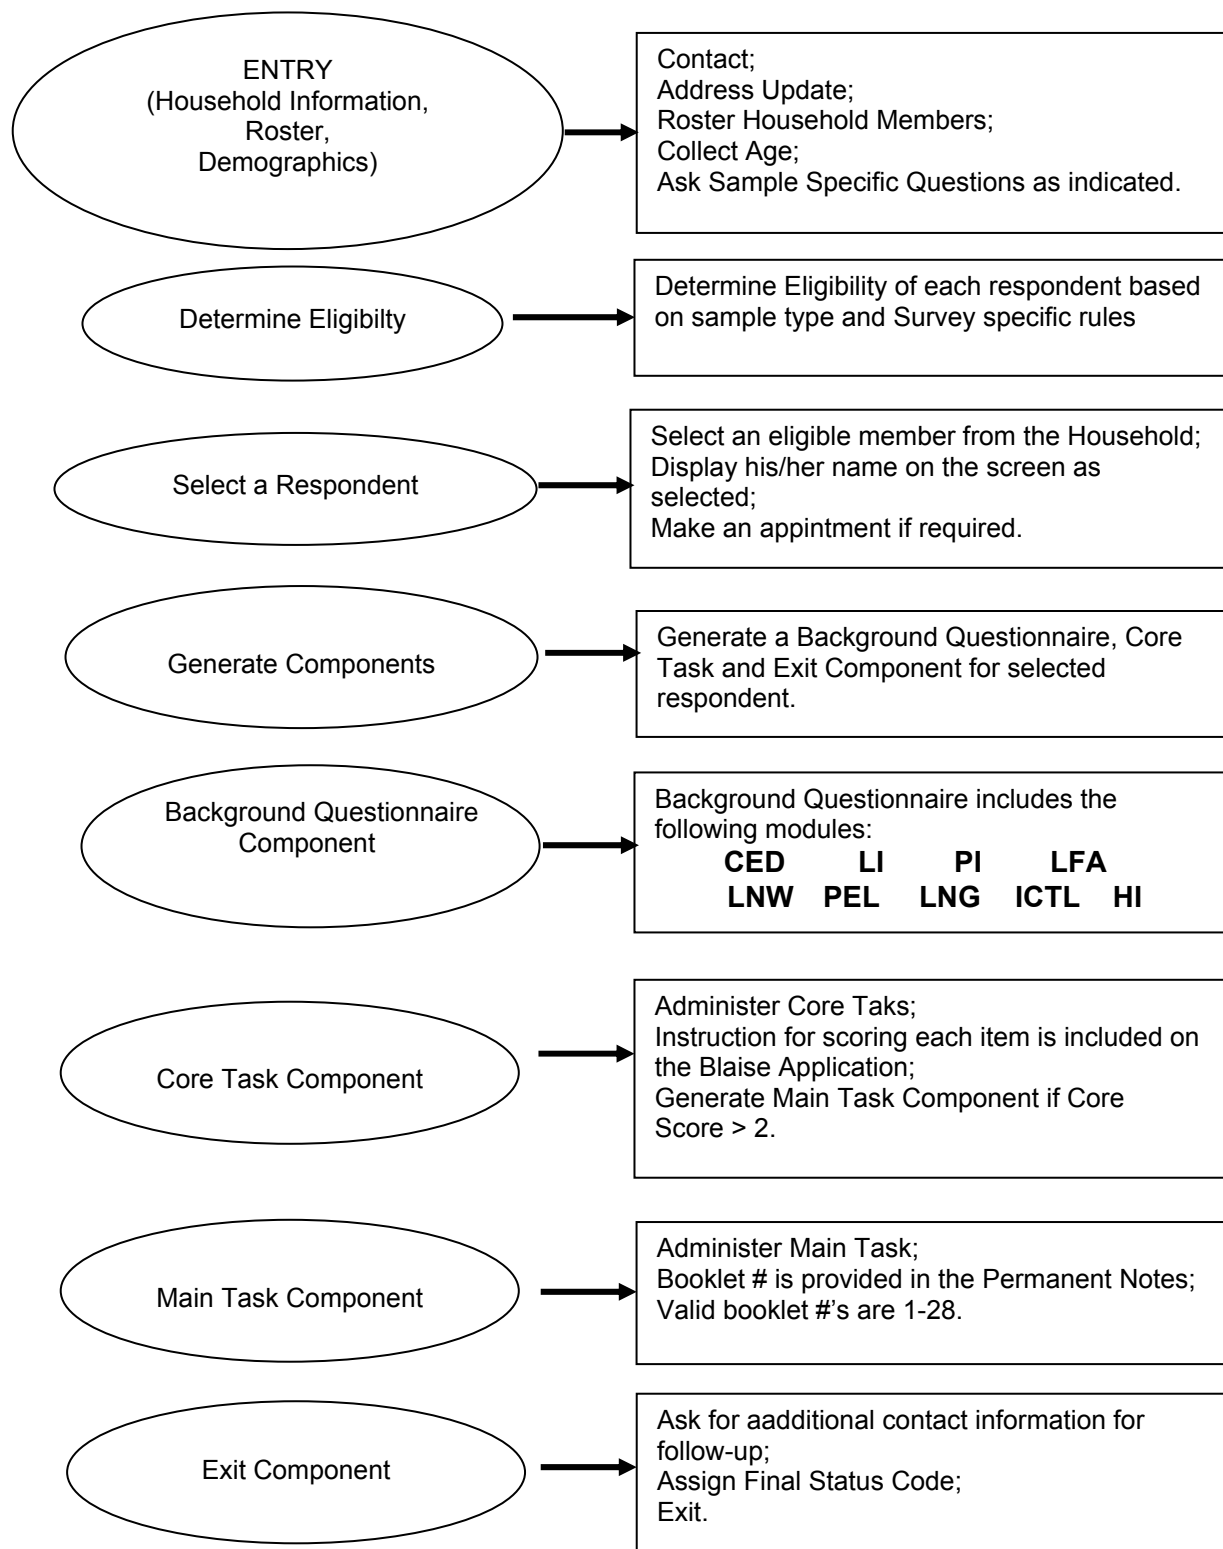 ENTRY
(Household Information,
Roster,
Demographics)
Contact;
Address Update;
Roster Household Members;
Collect Age;
Ask Sample Specific Questions as indicated.
Determine Eligibilty
Determine Eligibility of each respondent based
on sample type and Survey specific rules
Select a Respondent
Select an eligible member from the Household;
Display his/her name on the screen as
selected;
Make an appintment if required.
Generate Components
Generate a Background Questionnaire, Core
Task and Exit Component for selected
respondent.
Background Questionnaire
Component
Background Questionnaire includes the
following modules:
CED LI PI LFA
LNW PEL LNG ICTL HI
Core Task Component
Administer Core Taks;
Instruction for scoring each item is included on
the Blaise Application;
Generate Main Task Component if Core
Score > 2.
Main Task Component
Administer Main Task;
Booklet # is provided in the Permanent Notes;
Valid booklet #’s are 1-28.
Exit Component
Ask for aadditional contact information for
follow-up;
Assign Final Status Code;
Exit.